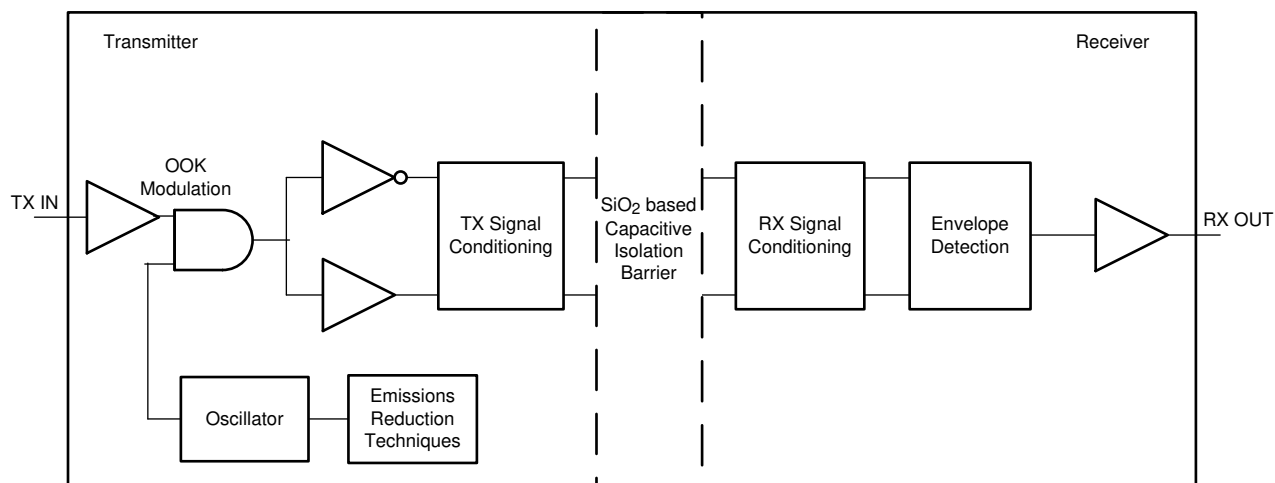 Transmitter
Receiver
OOK
Modulation
TX IN
TX Signal
Conditioning
SiO2 based
Capacitive
Isolation
Barrier
RX Signal
Conditioning
Envelope
Detection
RX OUT
Oscillator
Emissions
Reduction
Techniques